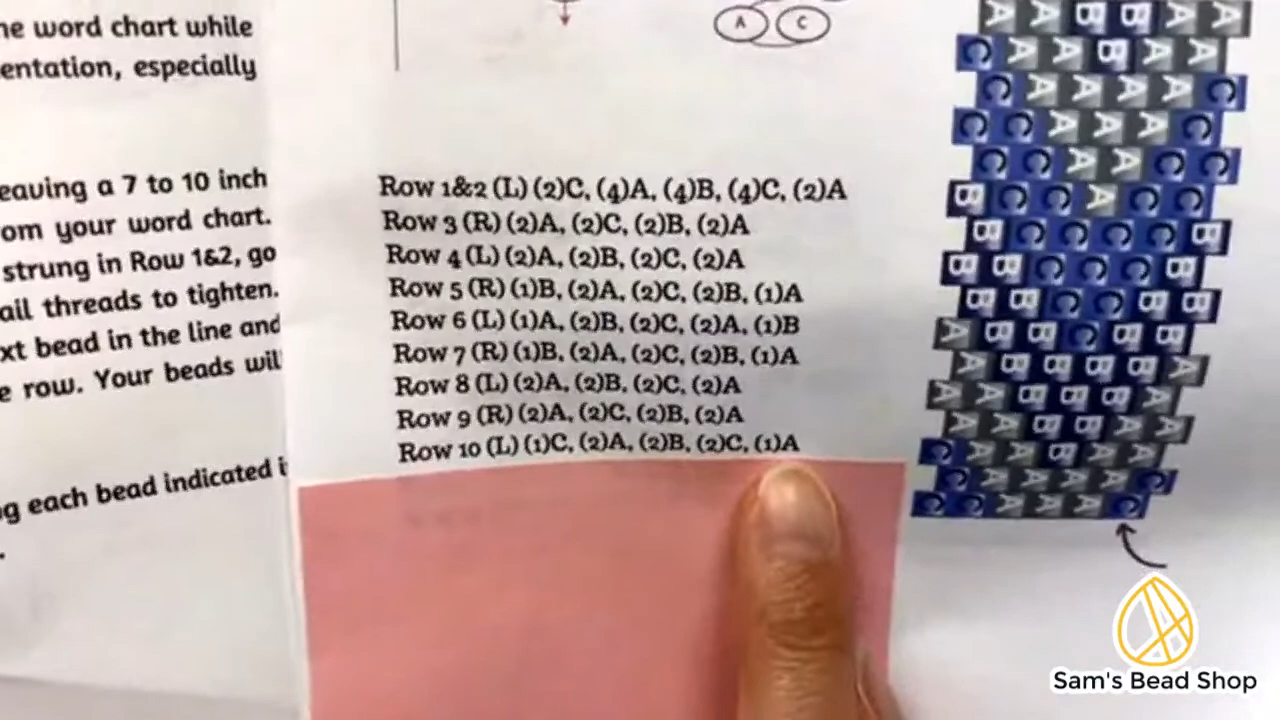 ne word chart while
entation, especially
eaving a 7 to 10 inch
om your word chart.
strung in Row 1&2, go
ail threads to tighten.
xt bead in the line and
e row. Your beads wil
g each bead indicated i
.
A C
Row 1&2 (L) (2)C, (4)A, (4)B, (4)C, (2)A
Row 3 (R) (2)A, (2)C, (2)B, (2)A
Row 4 (L) (2)A, (2)B, (2)C, (2)A
Row 5 (R) (1)B, (2)A, (2)C, (2)B, (1)A
Row 6 (L) (1)A, (2)B, (2)C, (2)A, (1)B
Row 7 (R) (1)B, (2)A, (2)C, (2)B, (1)A
Row 8 (L) (2)A, (2)B, (2)C, (2)A
Row 9 (R) (2)A, (2)C, (2)B, (2)A
Row 10 (L) (1)C, (2)A, (2)B, (2)C, (1)A
A A B B A A
C A A B A A
C A A A A C
C C A A A C
C C A A C C
B C C A C C
B C C C C B
B B C C C B
B B C C B B
A B B C B B
A B B B B A
A A B B B A
A A B B A A
C A A B A A
C A A A A C
C C A A A C
Sam's Bead Shop